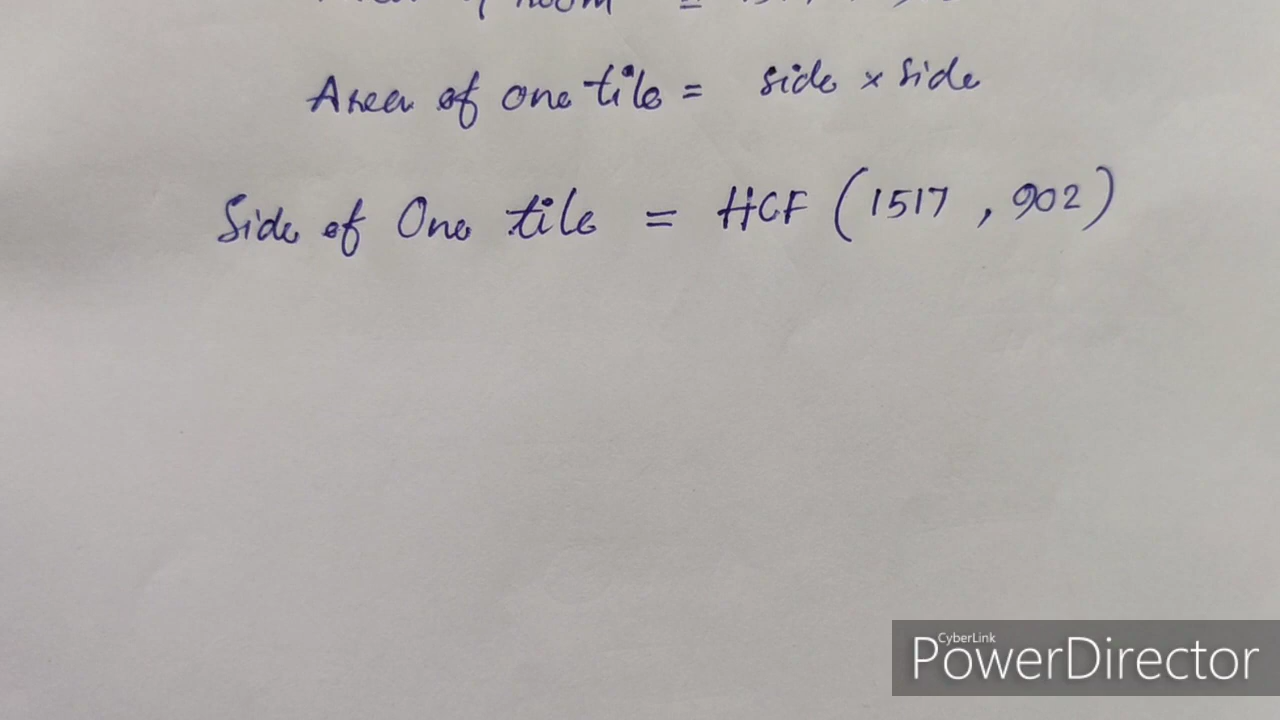 Area of one tile = side × side
Side of One tile = HCF (1517 , 902)
CyberLink
PowerDirector